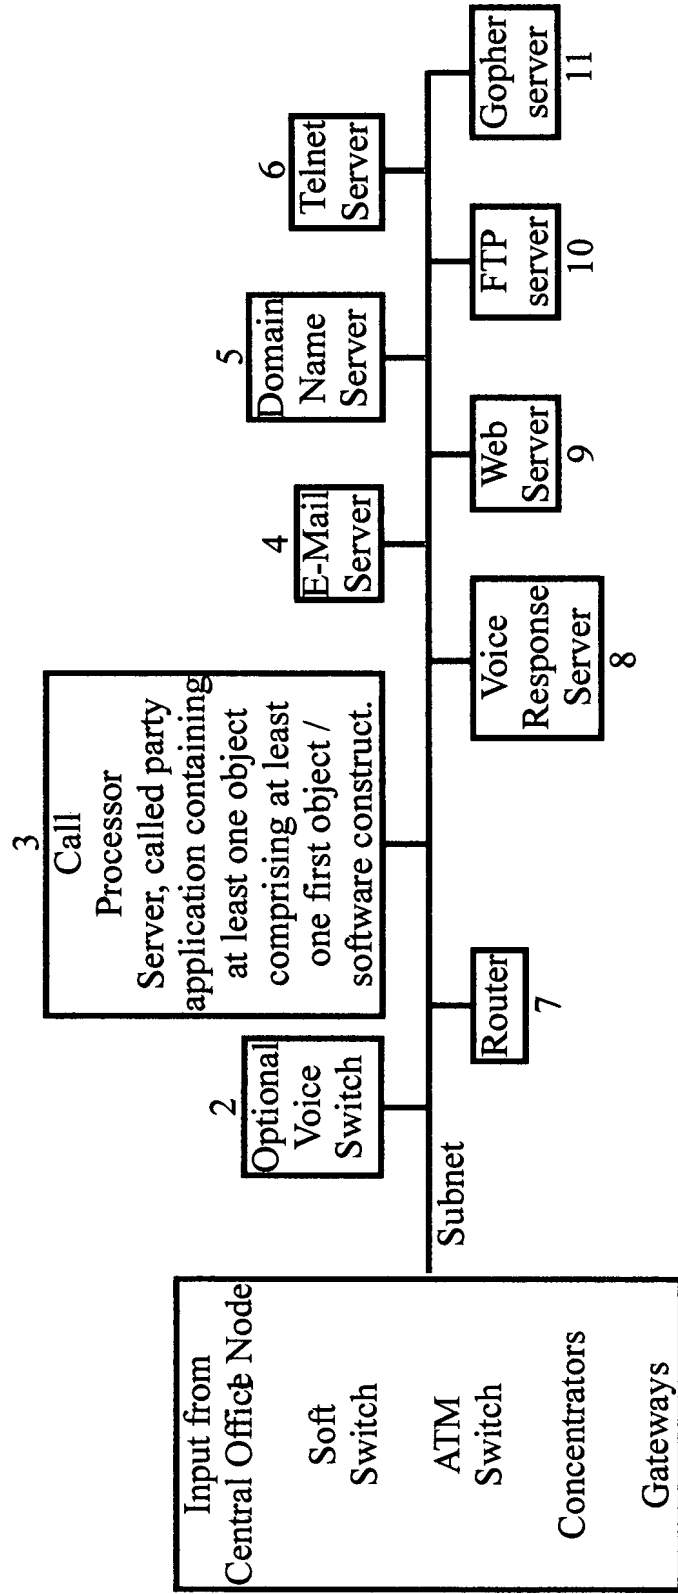 Input from
Central Office Node
Soft
Switch
ATM
Switch
Concentrators
Gateways
Subnet
2
Optional
Voice
Switch
3
Call
Processor
Server, called party
application containing
at least one object
comprising at least
one first object /
software construct.
4
E-Mail
Server
5
Domain
Name
Server
6
Telnet
Server
Router
7
Voice
Response
Server
8
Web
Server
9
FTP
server
10
Gopher
server
11